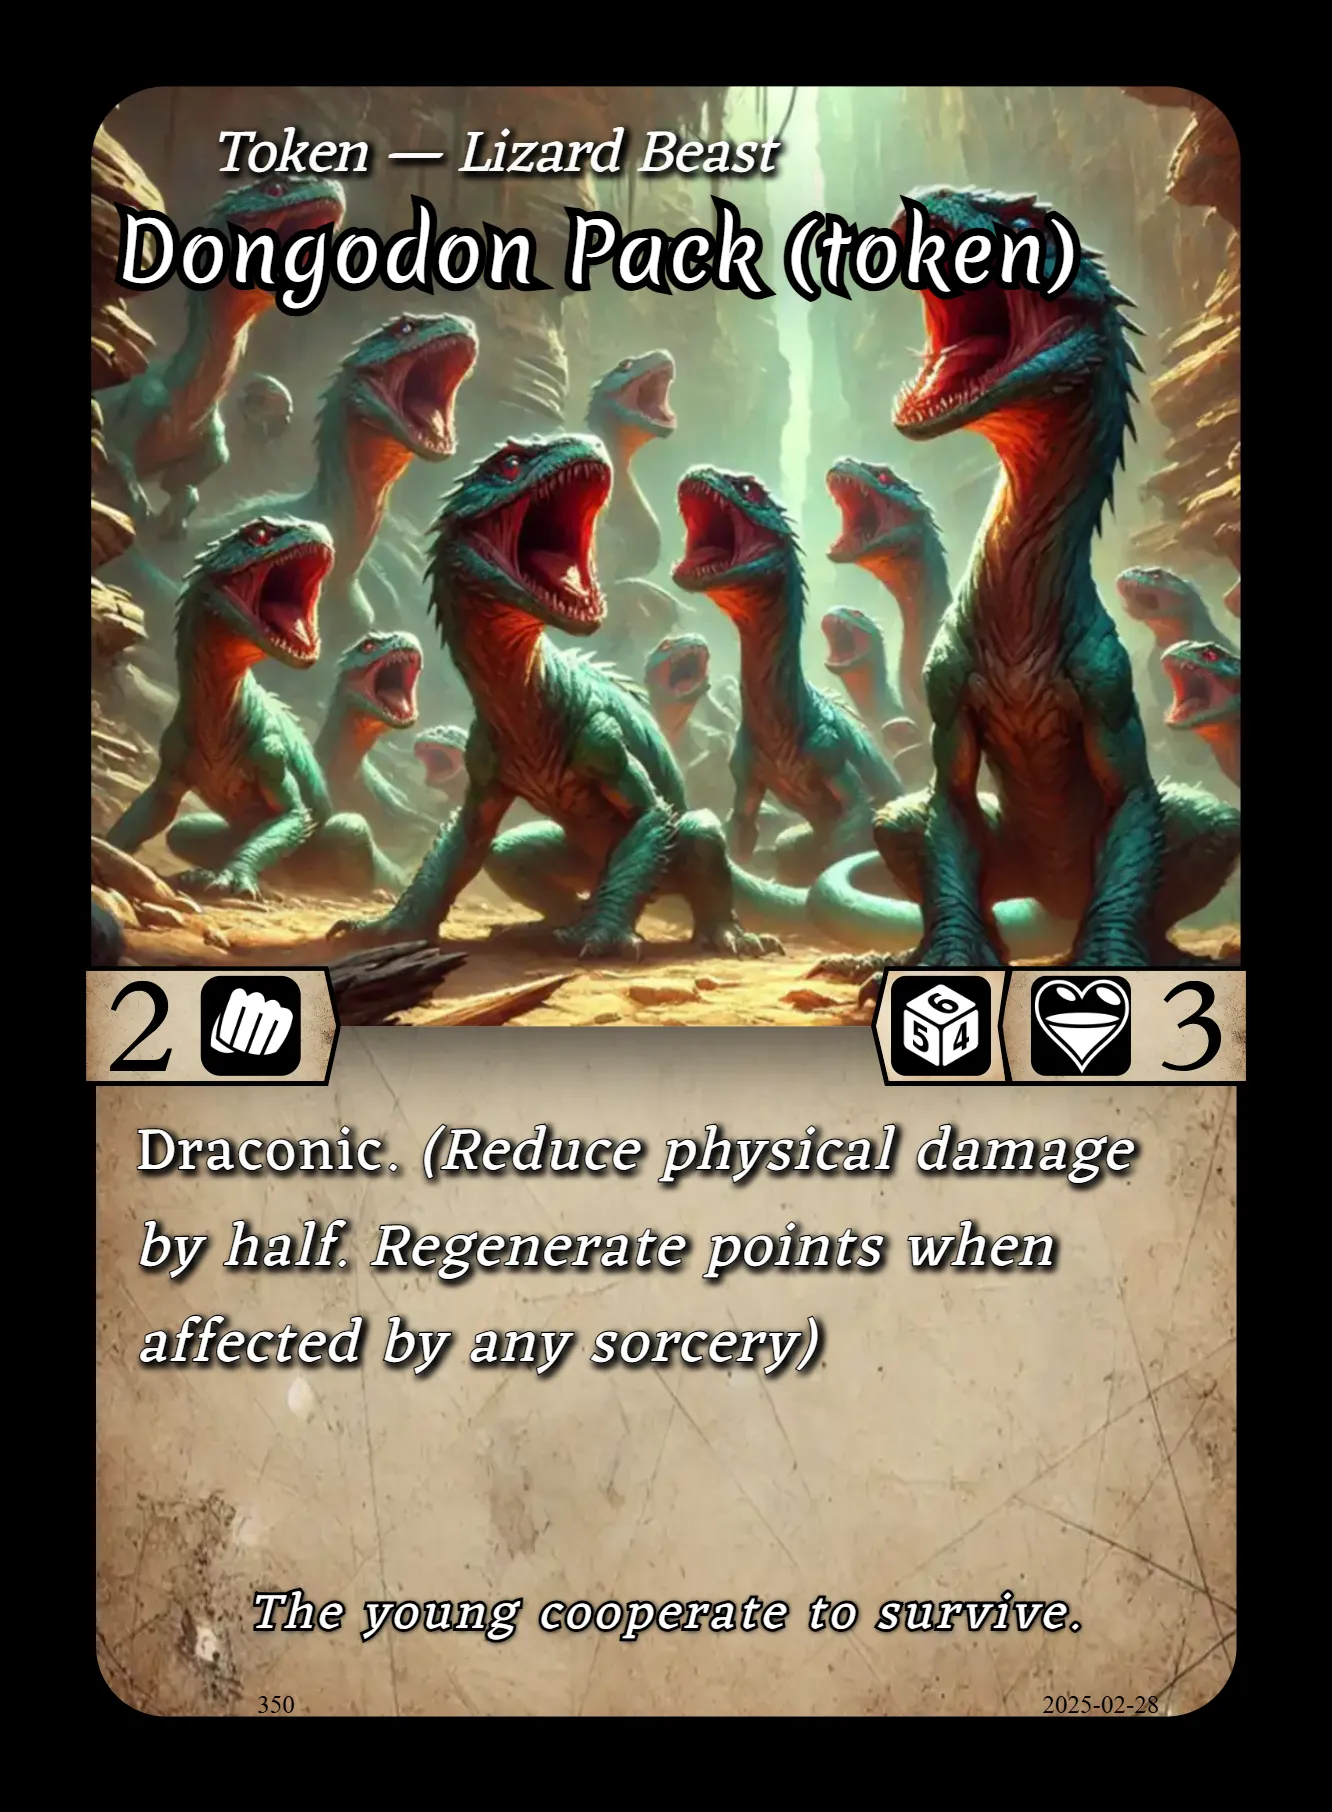 Token — Lizard Beast
Dongodon Pack (token)
2
6
5 4
3
Draconic. (Reduce physical damage
by half. Regenerate points when
affected by any sorcery)
The young cooperate to survive.
350
2025-02-28